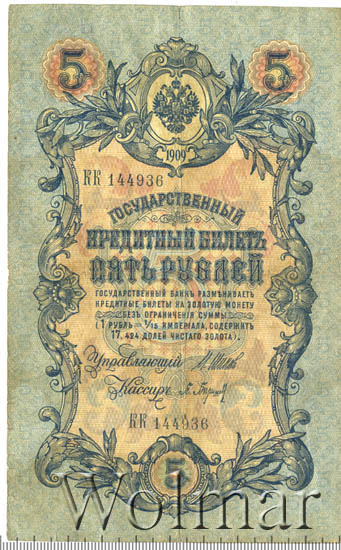 5 5
1909
КК 144936
ГОСУДАРСТВЕННЫЙ
КРЕДИТНЫЙ БИЛЕТЪ
ПЯТЬ РУБЛЕЙ
ГОСУДАРСТВЕННЫЙ БАНКЪ РАЗМѢНИВАЕТЪ
КРЕДИТНЫЕ БИЛЕТЫ НА ЗОЛОТУЮ МОНЕТУ
БЕЗЪ ОГРАНИЧЕНІЯ СУММЫ
(1 РУБЛЬ = 1/15 ИМПЕРІАЛА, СОДЕРЖИТЪ
17,424 ДОЛЕЙ ЧИСТАГО ЗОЛОТА).
Управляющій
Кассиръ
КК 144936
5
Wolmar